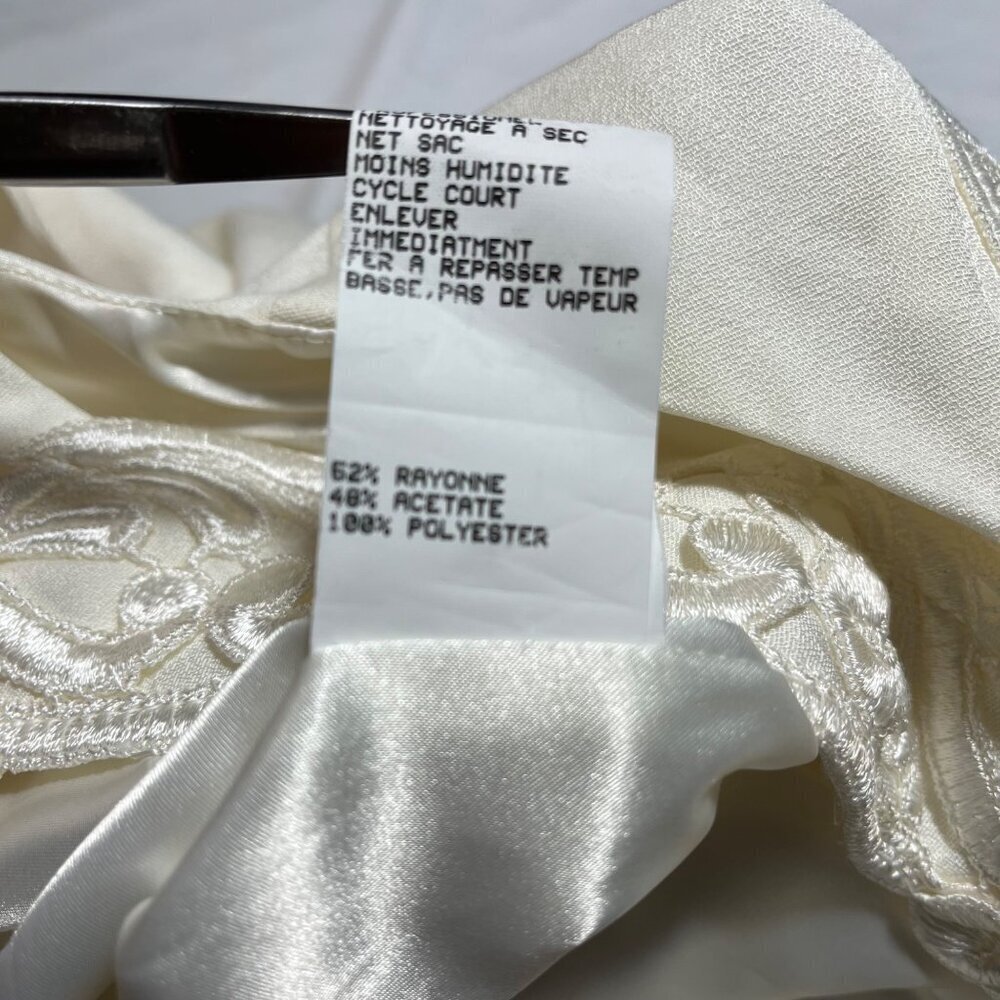 NETTOYAGE A SEC
NET SAC
MOINS HUMIDITE
CYCLE COURT
ENLEVER
IMMEDIATMENT
FER A REPASSER TEMP
BASSE,PAS DE VAPEUR
52% RAYONNE
48% ACETATE
100% POLYESTER